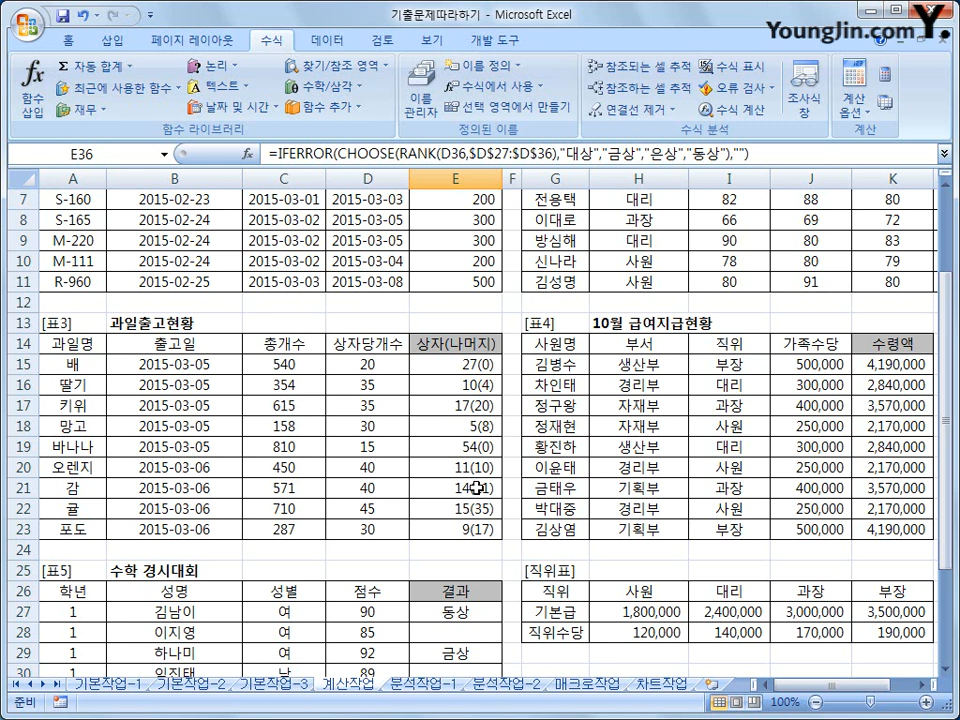 기출문제따라하기 - Microsoft Excel
YoungJin.com Y.
홈 삽입 페이지 레이아웃 수식 데이터 검토 보기 개발 도구
fx 함수 삽입
Σ 자동 합계
최근에 사용한 함수
재무
논리
텍스트
날짜 및 시간
찾기/참조 영역
수학/삼각
함수 추가
함수 라이브러리
이름 관리자
이름 정의
수식에서 사용
선택 영역에서 만들기
정의된 이름
참조되는 셀 추적
참조하는 셀 추적
연결선 제거
수식 표시
오류 검사
수식 계산
조사식 창
수식 분석
계산 옵션
계산
E36 fx =IFERROR(CHOOSE(RANK(D36,$D$27:$D$36),"대상","금상","은상","동상"),"")
A B C D E F G H I J K
7 S-160 2015-02-23 2015-03-01 2015-03-03 200 전용택 대리 82 88 80
8 S-165 2015-02-24 2015-03-02 2015-03-05 300 이대로 과장 66 69 72
9 M-220 2015-02-24 2015-03-02 2015-03-05 300 방심해 대리 90 80 83
10 M-111 2015-02-24 2015-03-02 2015-03-04 200 신나라 사원 78 80 79
11 R-960 2015-02-25 2015-03-03 2015-03-08 500 김성명 사원 80 91 80
12
13 [표3] 과일출고현황 [표4] 10월 급여지급현황
14 과일명 출고일 총개수 상자당개수 상자(나머지) 사원명 부서 직위 가족수당 수령액
15 배 2015-03-05 540 20 27(0) 김병수 생산부 부장 500,000 4,190,000
16 딸기 2015-03-05 354 35 10(4) 차인태 경리부 대리 300,000 2,840,000
17 키위 2015-03-05 615 35 17(20) 정구왕 자재부 과장 400,000 3,570,000
18 망고 2015-03-05 158 30 5(8) 정재현 자재부 사원 250,000 2,170,000
19 바나나 2015-03-05 810 15 54(0) 황진하 생산부 대리 300,000 2,840,000
20 오렌지 2015-03-06 450 40 11(10) 이윤태 경리부 사원 250,000 2,170,000
21 감 2015-03-06 571 40 금태우 기획부 과장 400,000 3,570,000
22 귤 2015-03-06 710 45 15(35) 박대중 경리부 사원 250,000 2,170,000
23 포도 2015-03-06 287 30 9(17) 김상염 기획부 부장 500,000 4,190,000
24
25 [표5] 수학 경시대회 [직위표]
26 학년 성명 성별 점수 결과 직위 사원 대리 과장 부장
27 1 김남이 여 90 동상 기본급 1,800,000 2,400,000 3,000,000 3,500,000
28 1 이지영 여 85 직위수당 120,000 140,000 170,000 190,000
29 1 하나미 여 92 금상
30 1 임진태 남 89
기본작업-1 기본작업-2 기본작업-3 계산작업 분석작업-1 분석작업-2 매크로작업 차트작업
준비 100%